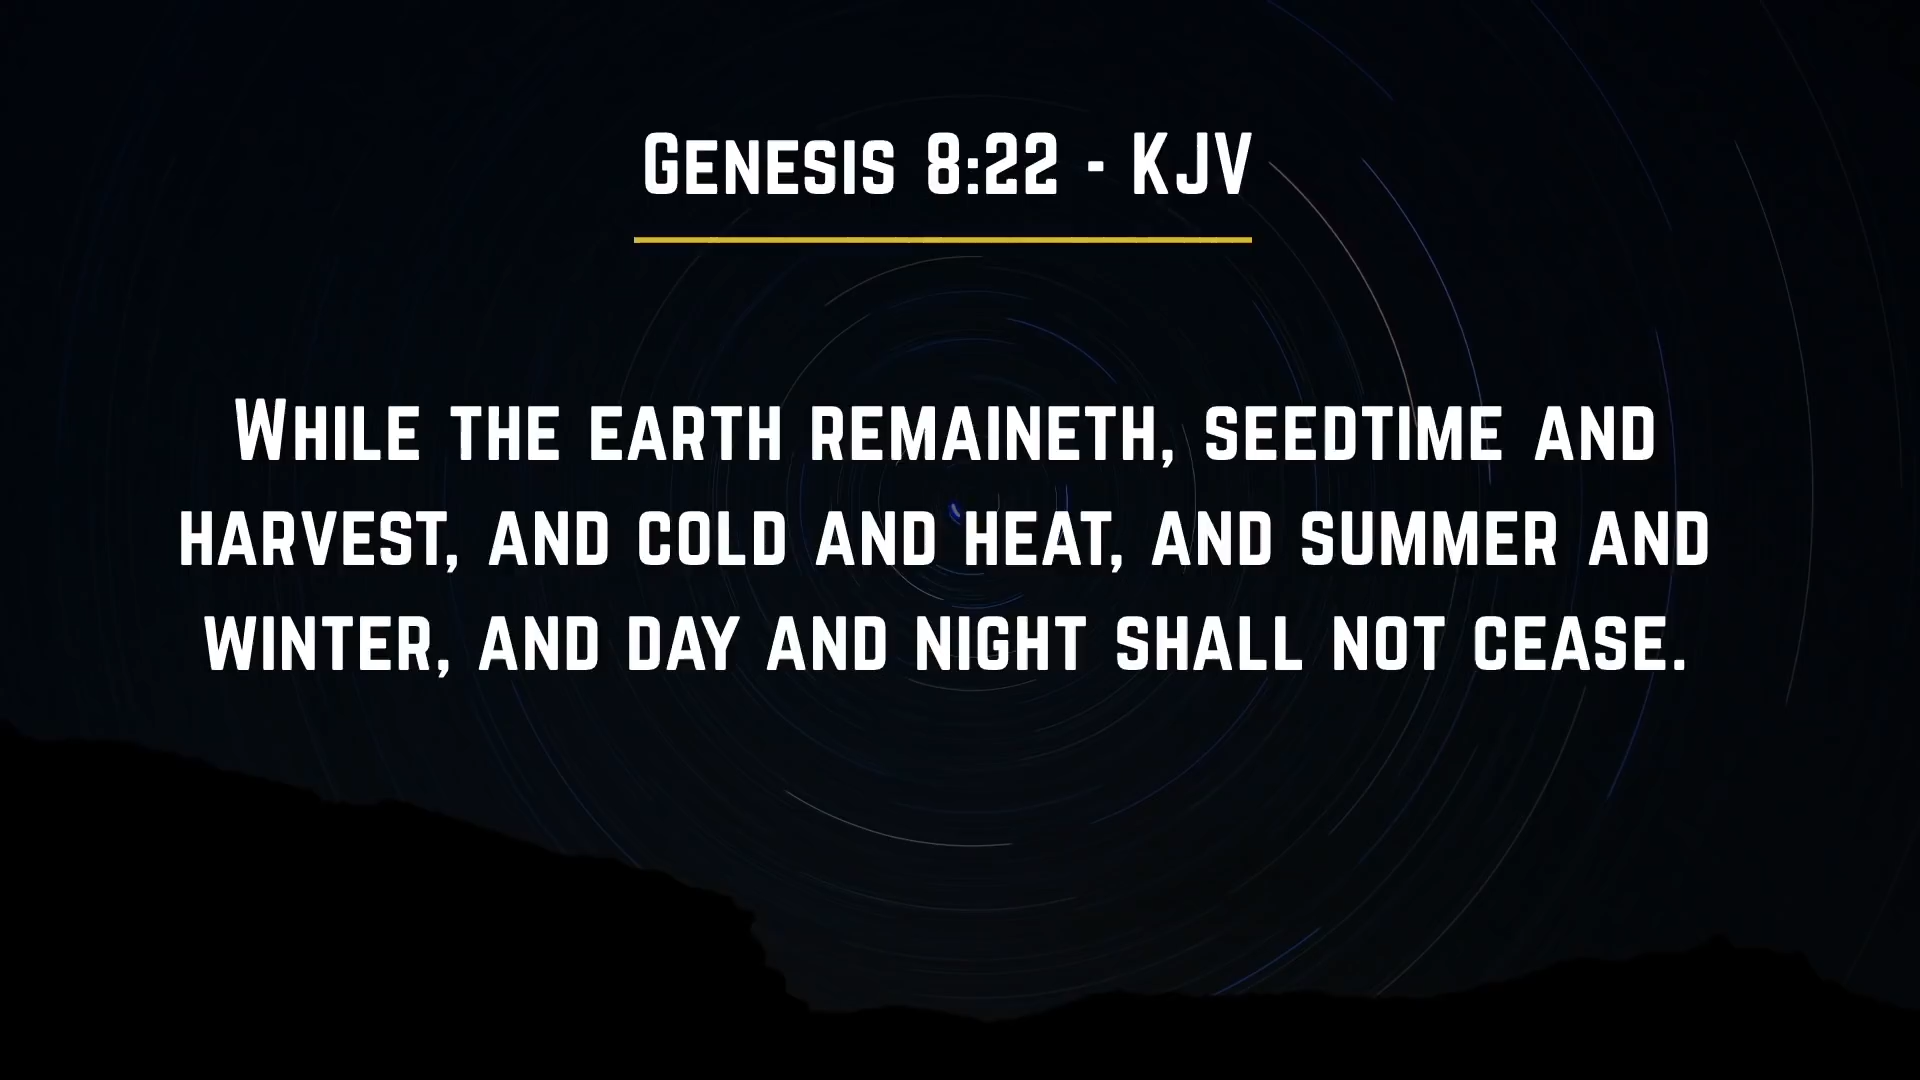 Genesis 8:22 - KJV
While the earth remaineth, seedtime and
harvest, and cold and heat, and summer and
winter, and day and night shall not cease.